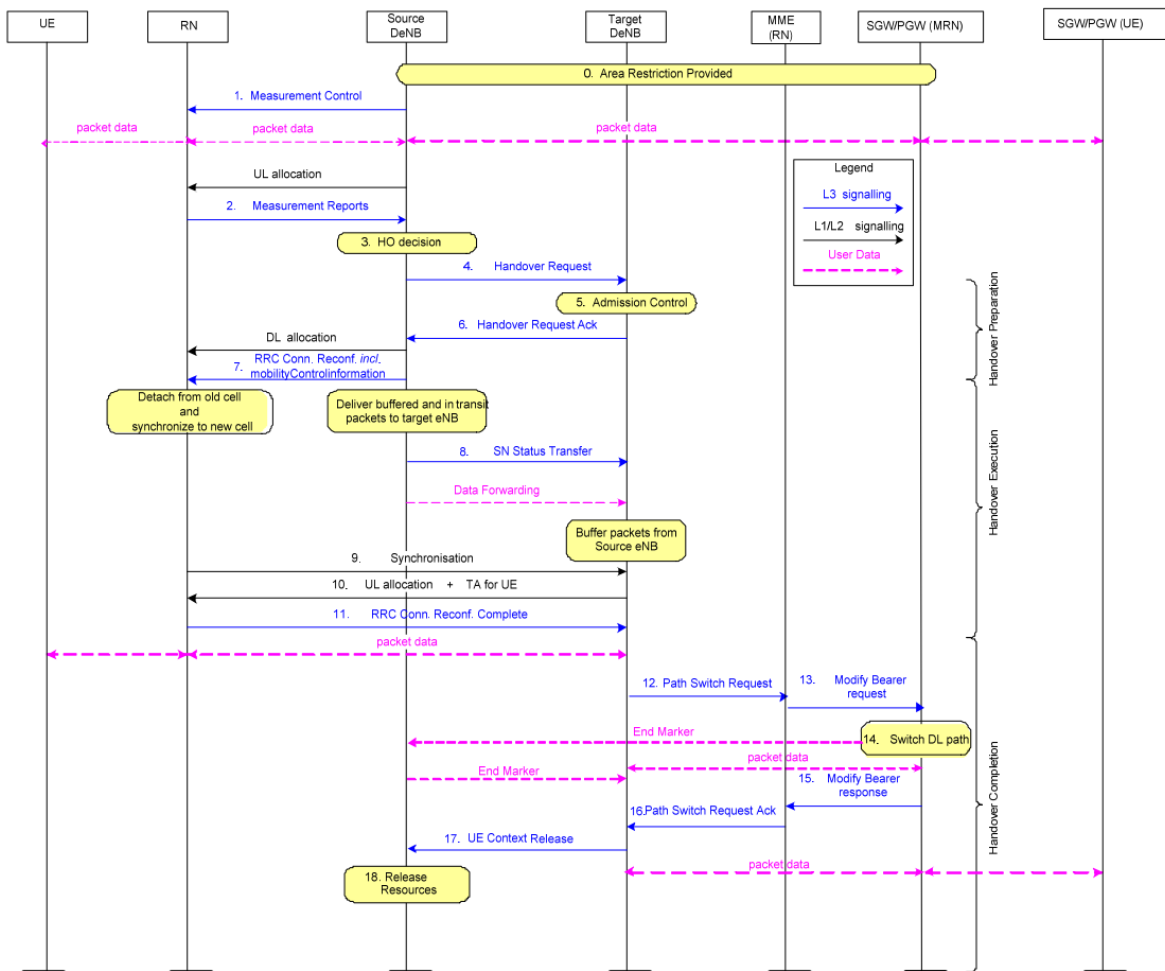 UE
RN
Source
DeNB
Target
DeNB
MME
(RN)
SGW/PGW (MRN)
SGW/PGW (UE)
0. Area Restriction Provided
1. Measurement Control
packet data
packet data
packet data
Legend
L3 signalling
L1/L2 signalling
User Data
UL allocation
2. Measurement Reports
3. HO decision
4. Handover Request
5. Admission Control
6. Handover Request Ack
DL allocation
7. RRC Conn. Reconf. incl.
mobilityControlinformation
Handover Preparation
Detach from old cell
and
synchronize to new cell
Deliver buffered and in transit
packets to target eNB
8. SN Status Transfer
Data Forwarding
Buffer packets from
Source eNB
Handover Execution
9. Synchronisation
10. UL allocation + TA for UE
11. RRC Conn. Reconf. Complete
packet data
12. Path Switch Request
13. Modify Bearer
request
End Marker
14. Switch DL path
packet data
End Marker
15. Modify Bearer
response
16.Path Switch Request Ack
17. UE Context Release
Handover Completion
18. Release
Resources
packet data